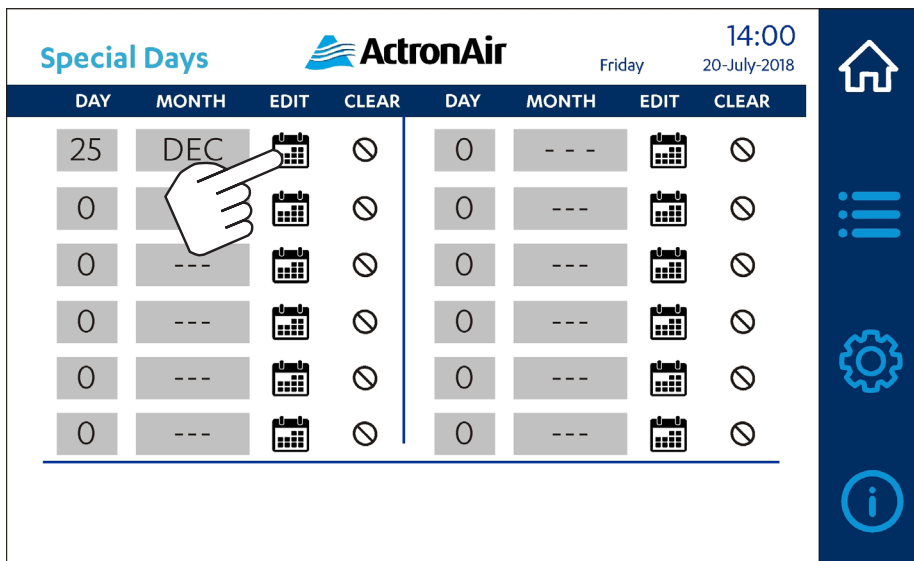 Special Days
ActronAir
Friday
14:00
20-July-2018
DAY MONTH EDIT CLEAR DAY MONTH EDIT CLEAR
25 DEC 0 - - -
0 0 ---
0 --- 0 ---
0 --- 0 ---
0 --- 0 ---
0 --- 0 ---
i